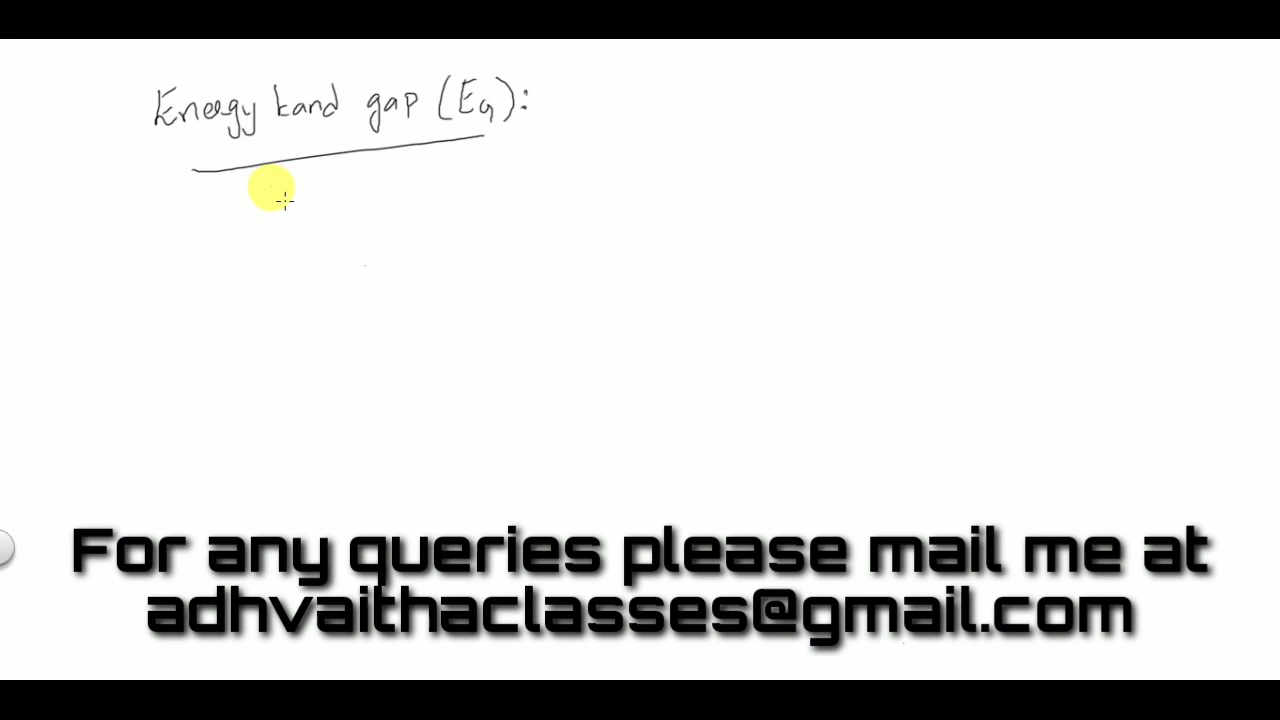 Energy band gap (EG):
For any queries please mail me at
adhvaithaclasses@gmail.com